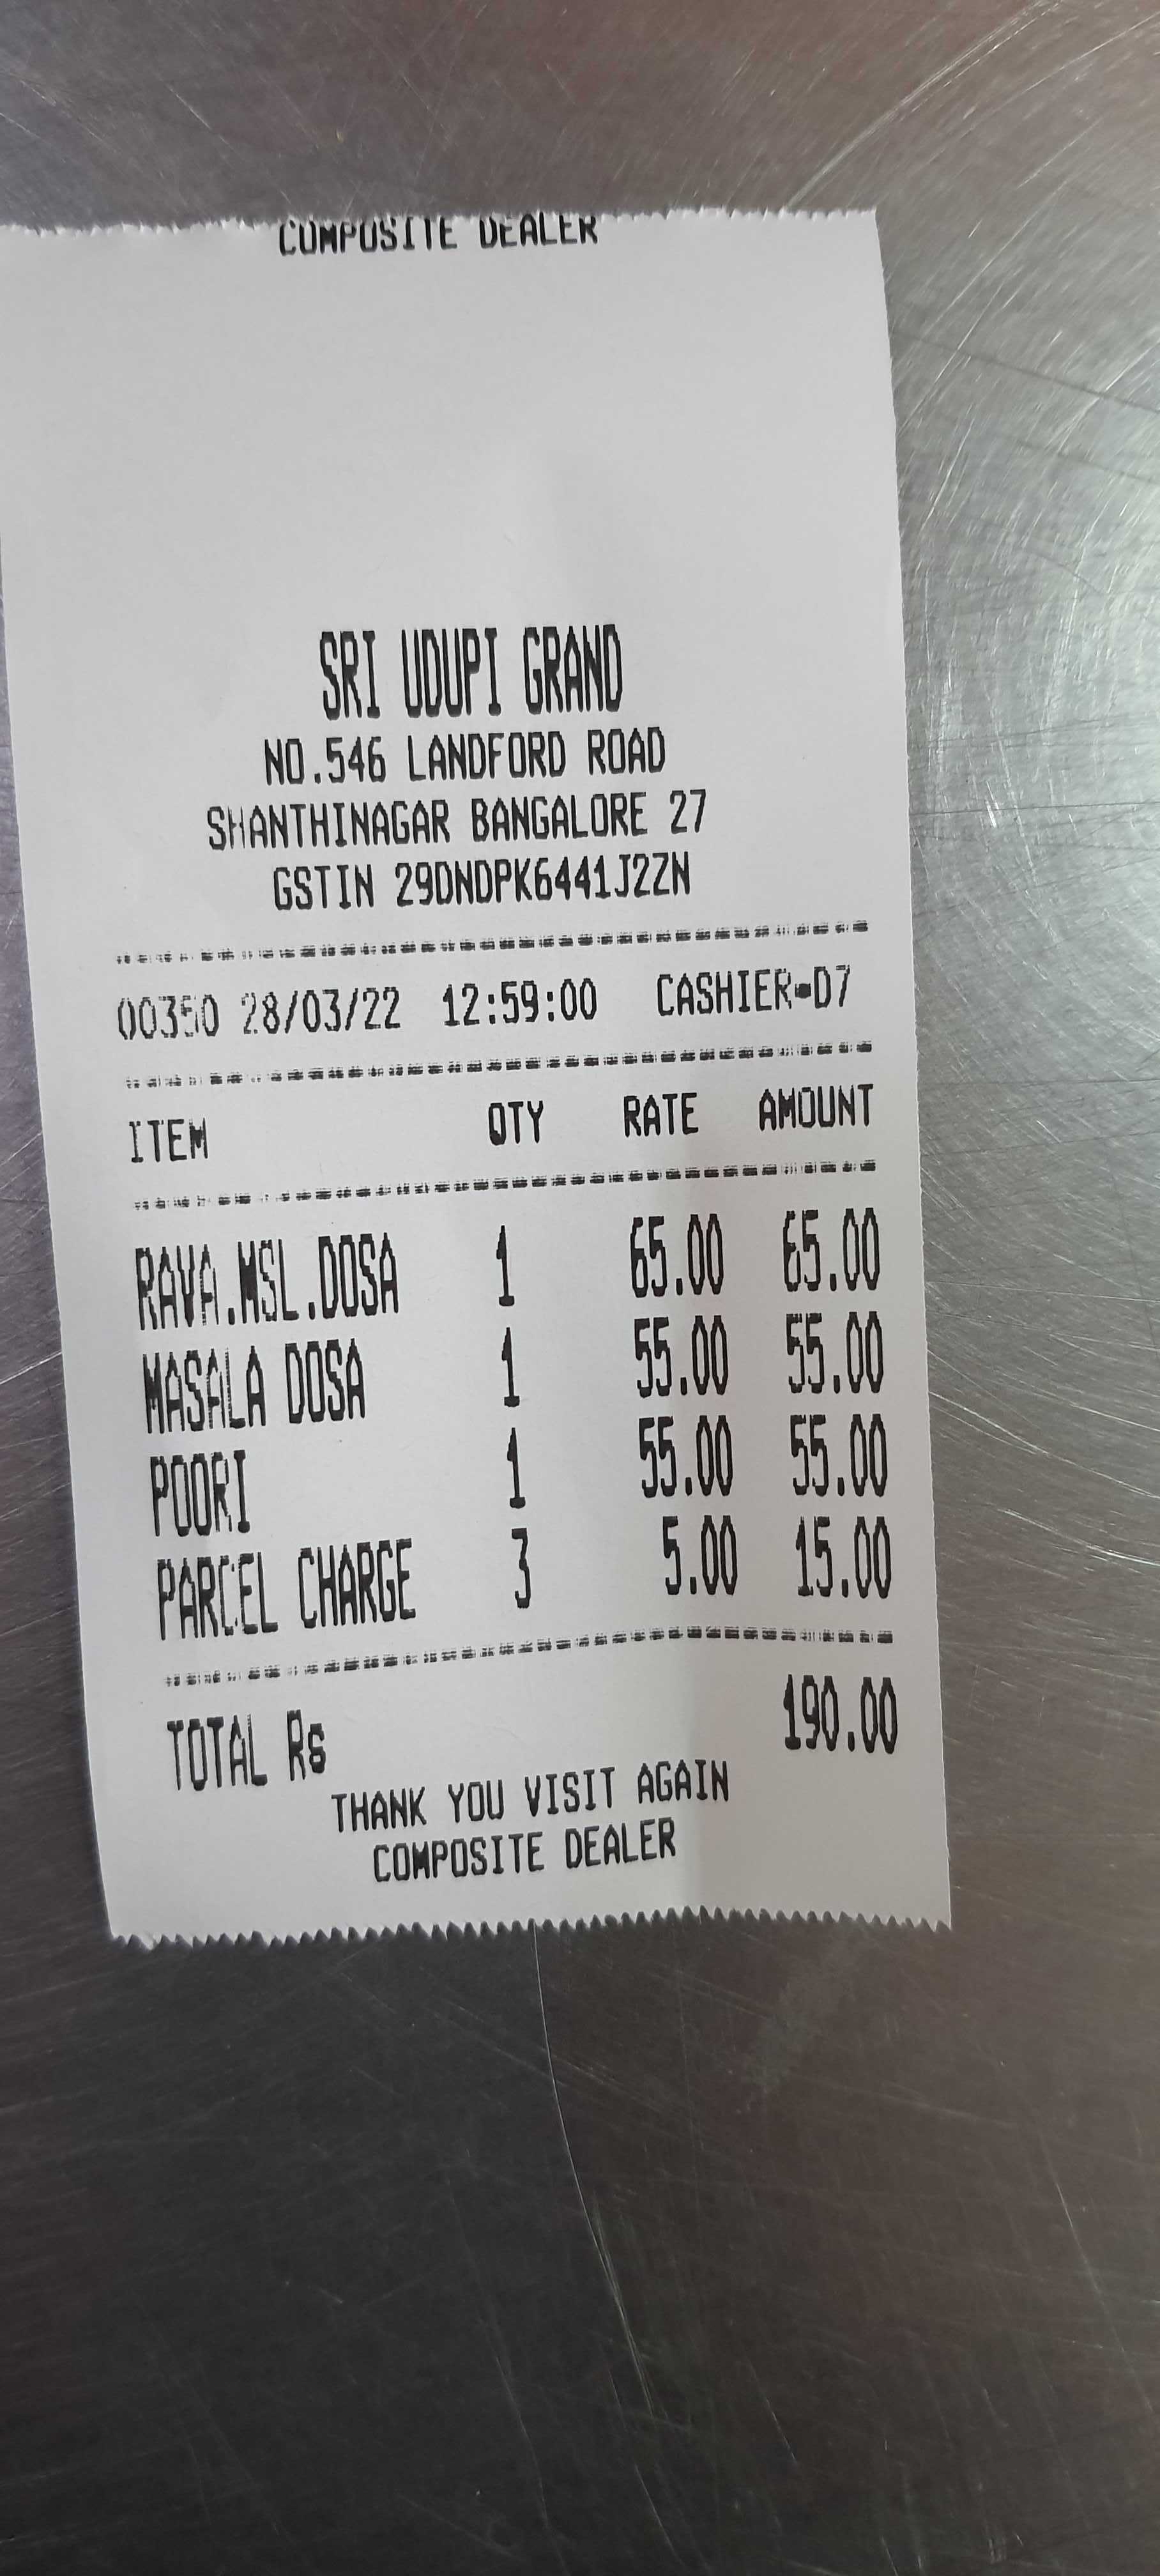 COMPOSITE DEALER
SRI UDUPI GRAND
NO.546 LANDFORD ROAD
SHANTHINAGAR BANGALORE 27
GSTIN 29DNDPK6441J2ZN
00350 28/03/22 12:59:00 CASHIER-D7
ITEM QTY RATE AMOUNT
RAVA.MSL.DOSA 1 65.00 65.00
MASALA DOSA 1 55.00 55.00
POORI 1 55.00 55.00
PARCEL CHARGE 3 5.00 15.00
TOTAL Rs 190.00
THANK YOU VISIT AGAIN
COMPOSITE DEALER